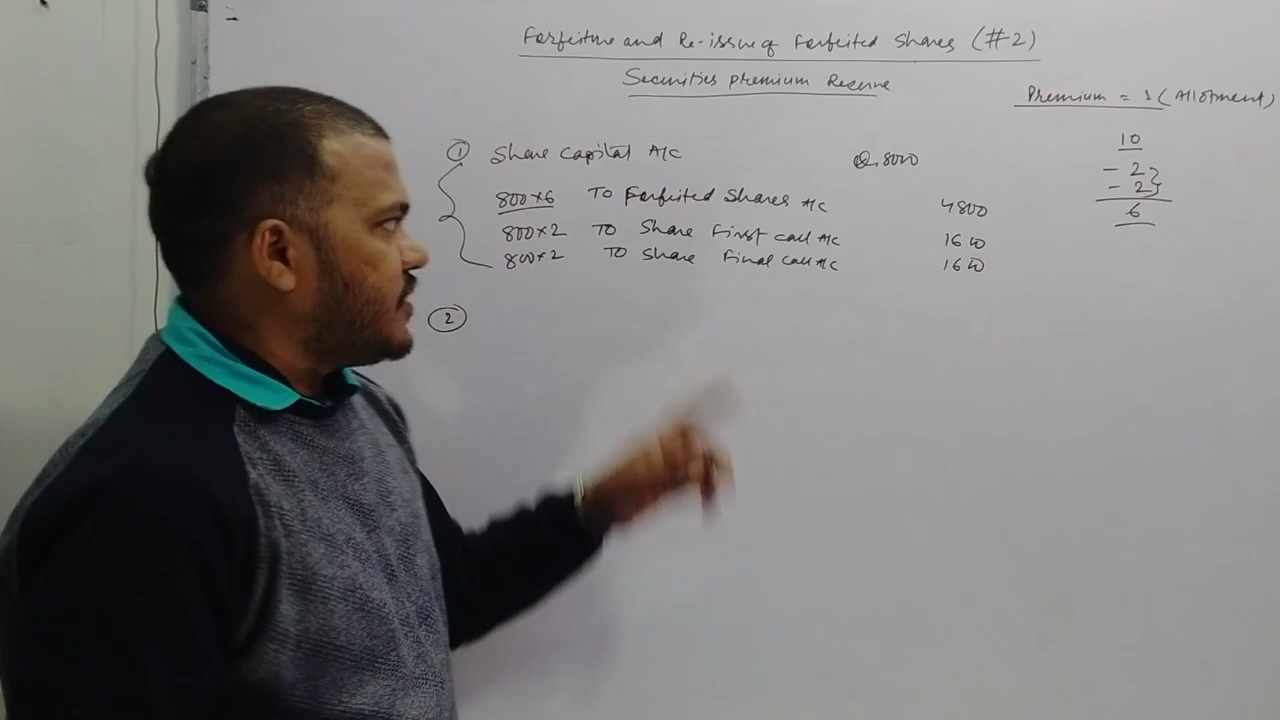 Forfeiture and Re-issue of Forfeited Shares (#2)
Securities Premium Reserve
Premium = 1 (Allotment)
① Share Capital A/c 8000
800×6 To Forfeited Shares A/c 4800
800×2 To Share First Call A/c 1600
800×2 To Share Final Call A/c 1600
②
10
- 2
- 2
6